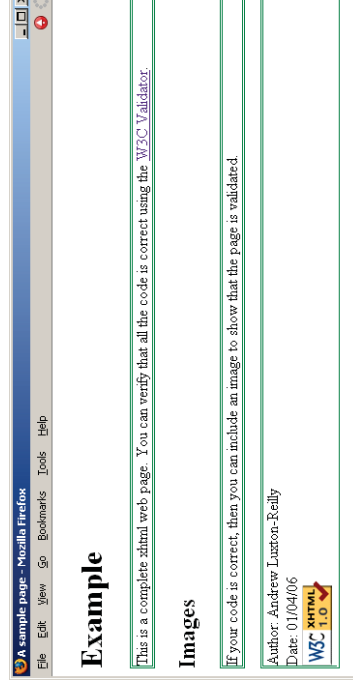 A sample page - Mozilla Firefox
File Edit View Go Bookmarks Tools Help
Example
This is a complete xhtml web page. You can verify that all the code is correct using the W3C Validator.
Images
If your code is correct, then you can include an image to show that the page is validated.
Author: Andrew Luxton-Reilly
Date: 01/04/06
W3C XHTML 1.0